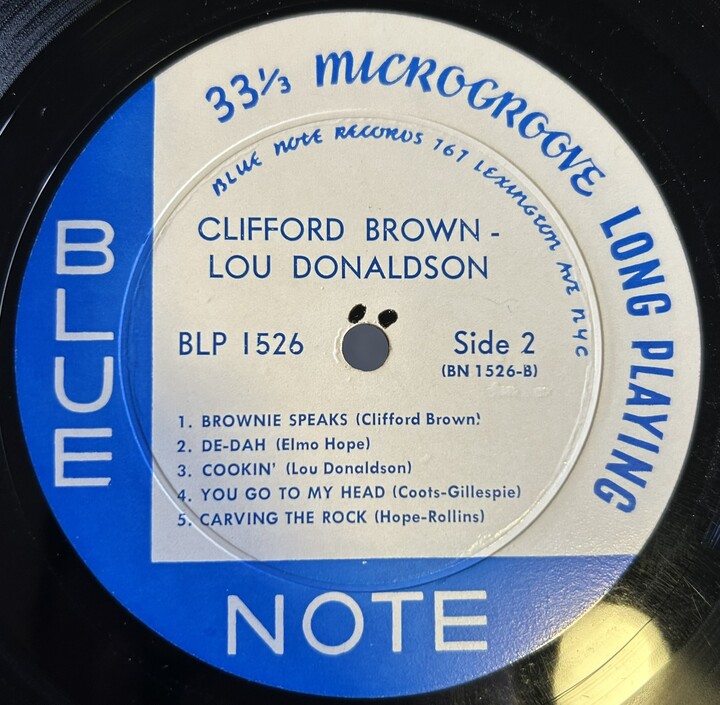 33⅓ MICROGROOVE LONG PLAYING
BLUE NOTE RECORDS 767 LEXINGTON AVE NYC
CLIFFORD BROWN -
LOU DONALDSON
BLP 1526
Side 2
(BN 1526-B)
1. BROWNIE SPEAKS (Clifford Brown)
2. DE-DAH (Elmo Hope)
3. COOKIN' (Lou Donaldson)
4. YOU GO TO MY HEAD (Coots-Gillespie)
5. CARVING THE ROCK (Hope-Rollins)
BLUE
NOTE